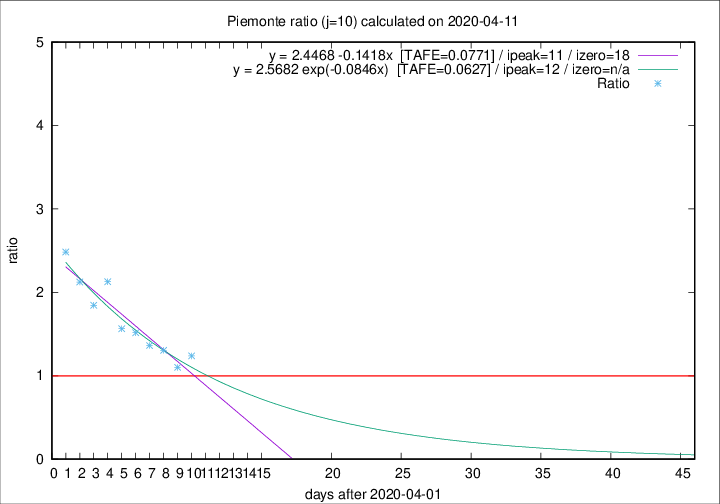 Piemonte ratio (j=10) calculated on 2020-04-11
y = 2.4468 -0.1418x [TAFE=0.0771] / ipeak=11 / izero=18
y = 2.5682 exp(-0.0846x) [TAFE=0.0627] / ipeak=12 / izero=n/a
Ratio
5
4
3
2
1
0
ratio
0 1 2 3 4 5 6 7 8 9 10 11 12 13 14 15 20 25 30 35 40 45
days after 2020-04-01